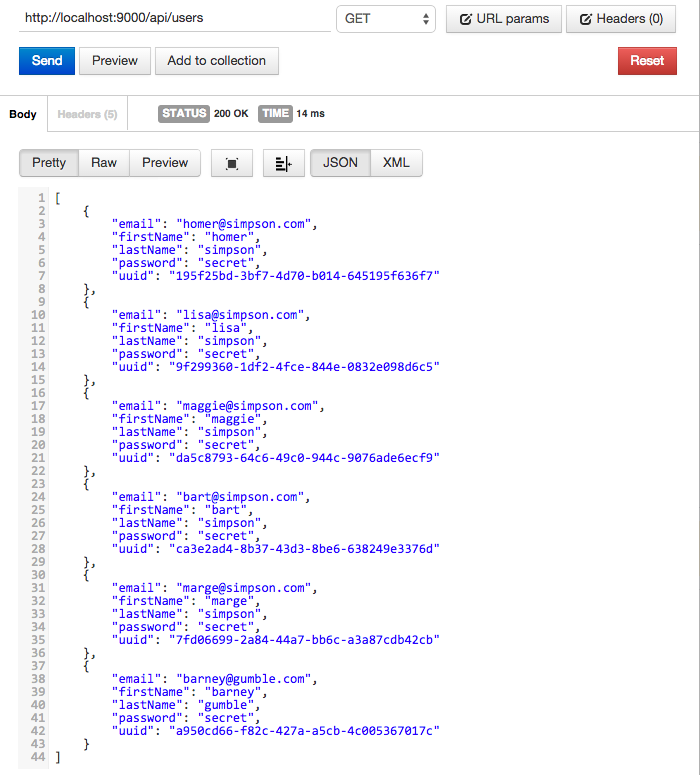 http://localhost:9000/api/users GET URL params Headers (0)
Send Preview Add to collection Reset
Body Headers (5) STATUS 200 OK TIME 14 ms
Pretty Raw Preview JSON XML
1 [
2 {
3 "email": "homer@simpson.com",
4 "firstName": "homer",
5 "lastName": "simpson",
6 "password": "secret",
7 "uuid": "195f25bd-3bf7-4d70-b014-645195f636f7"
8 },
9 {
10 "email": "lisa@simpson.com",
11 "firstName": "lisa",
12 "lastName": "simpson",
13 "password": "secret",
14 "uuid": "9f299360-1df2-4fce-844e-0832e098d6c5"
15 },
16 {
17 "email": "maggie@simpson.com",
18 "firstName": "maggie",
19 "lastName": "simpson",
20 "password": "secret",
21 "uuid": "da5c8793-64c6-49c0-944c-9076ade6ecf9"
22 },
23 {
24 "email": "bart@simpson.com",
25 "firstName": "bart",
26 "lastName": "simpson",
27 "password": "secret",
28 "uuid": "ca3e2ad4-8b37-43d3-8be6-638249e3376d"
29 },
30 {
31 "email": "marge@simpson.com",
32 "firstName": "marge",
33 "lastName": "simpson",
34 "password": "secret",
35 "uuid": "7fd06699-2a84-44a7-bb6c-a3a87cdb42cb"
36 },
37 {
38 "email": "barney@gumble.com",
39 "firstName": "barney",
40 "lastName": "gumble",
41 "password": "secret",
42 "uuid": "a950cd66-f82c-427a-a5cb-4c005367017c"
43 }
44 ]